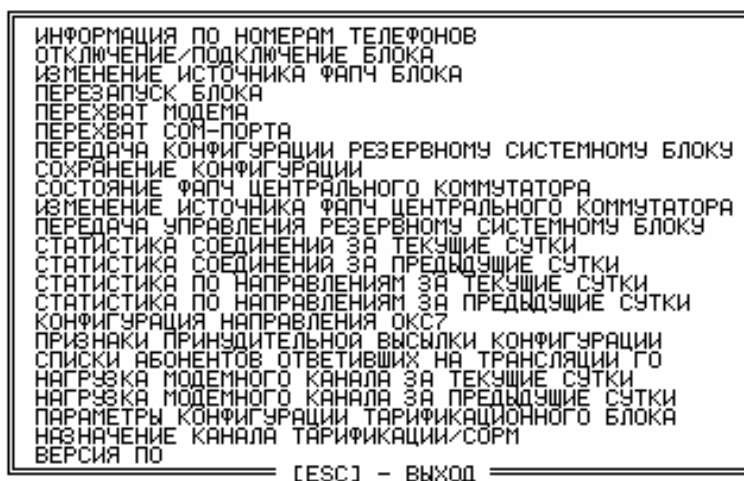 ИНФОРМАЦИЯ ПО НОМЕРАМ ТЕЛЕФОНОВ
ОТКЛЮЧЕНИЕ/ПОДКЛЮЧЕНИЕ БЛОКА
ИЗМЕНЕНИЕ ИСТОЧНИКА ФАПЧ БЛОКА
ПЕРЕЗАПУСК БЛОКА
ПЕРЕХВАТ МОДЕМА
ПЕРЕХВАТ COM-ПОРТА
ПЕРЕДАЧА КОНФИГУРАЦИИ РЕЗЕРВНОМУ СИСТЕМНОМУ БЛОКУ
СОХРАНЕНИЕ КОНФИГУРАЦИИ
СОСТОЯНИЕ ФАПЧ ЦЕНТРАЛЬНОГО КОММУТАТОРА
ИЗМЕНЕНИЕ ИСТОЧНИКА ФАПЧ ЦЕНТРАЛЬНОГО КОММУТАТОРА
ПЕРЕДАЧА УПРАВЛЕНИЯ РЕЗЕРВНОМУ СИСТЕМНОМУ БЛОКУ
СТАТИСТИКА СОЕДИНЕНИЙ ЗА ТЕКУЩИЕ СУТКИ
СТАТИСТИКА СОЕДИНЕНИЙ ЗА ПРЕДЫДУЩИЕ СУТКИ
СТАТИСТИКА ПО НАПРАВЛЕНИЯМ ЗА ТЕКУЩИЕ СУТКИ
СТАТИСТИКА ПО НАПРАВЛЕНИЯМ ЗА ПРЕДЫДУЩИЕ СУТКИ
КОНФИГУРАЦИЯ НАПРАВЛЕНИЯ ОКС7
ПРИЗНАКИ ПРИНУДИТЕЛЬНОЙ ВЫСЫЛКИ КОНФИГУРАЦИИ
СПИСКИ АБОНЕНТОВ ОТВЕТИВШИХ НА ТРАНСЛЯЦИИ ГО
НАГРУЗКА МОДЕМНОГО КАНАЛА ЗА ТЕКУЩИЕ СУТКИ
НАГРУЗКА МОДЕМНОГО КАНАЛА ЗА ПРЕДЫДУЩИЕ СУТКИ
ПАРАМЕТРЫ КОНФИГУРАЦИИ ТАРИФИКАЦИОННОГО БЛОКА
НАЗНАЧЕНИЕ КАНАЛА ТАРИФИКАЦИИ/СОРМ
ВЕРСИЯ ПО
[ESC] - ВЫХОД